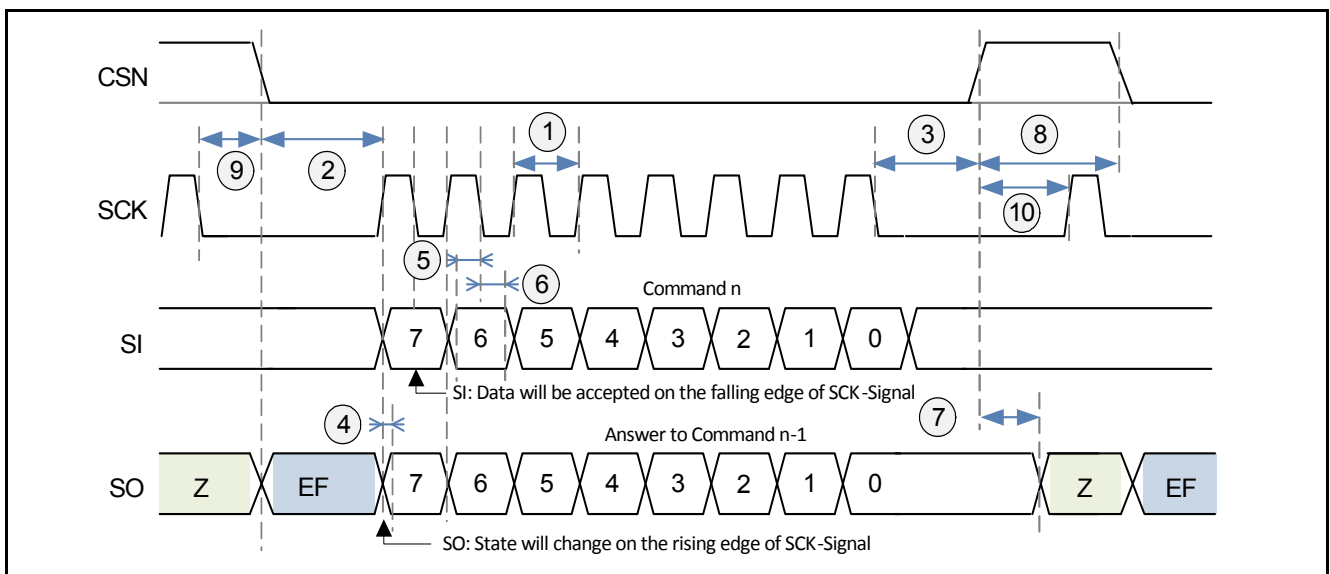 CSN
9
2
1
3
8
10
SCK
5
6
Command n
SI
7 6 5 4 3 2 1 0
SI: Data will be accepted on the falling edge of SCK-Signal
4
Answer to Command n-1
7
SO
Z EF 7 6 5 4 3 2 1 0 Z EF
SO: State will change on the rising edge of SCK-Signal